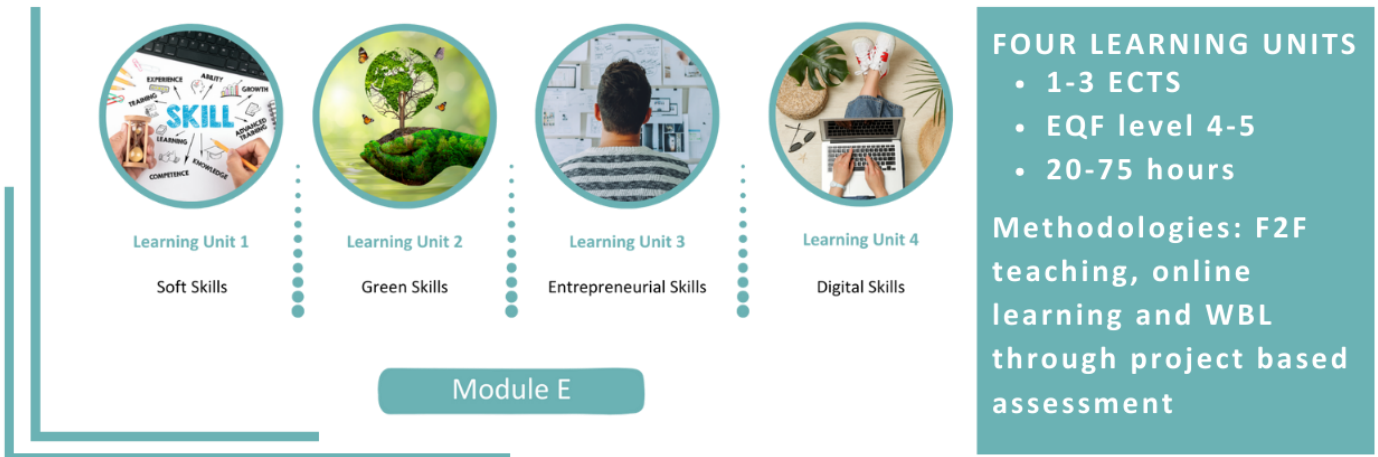 EXPERIENCE
ABILITY
GROWTH
TRAINING
SKILL
ADVANCED
TRAINING
LEARNING
KNOWLEDGE
COMPETENCE
Learning Unit 1
Soft Skills
Learning Unit 2
Green Skills
Learning Unit 3
Entrepreneurial Skills
Learning Unit 4
Digital Skills
Module E
FOUR LEARNING UNITS
• 1-3 ECTS
• EQF level 4-5
• 20-75 hours
Methodologies: F2F
teaching, online
learning and WBL
through project based
assessment